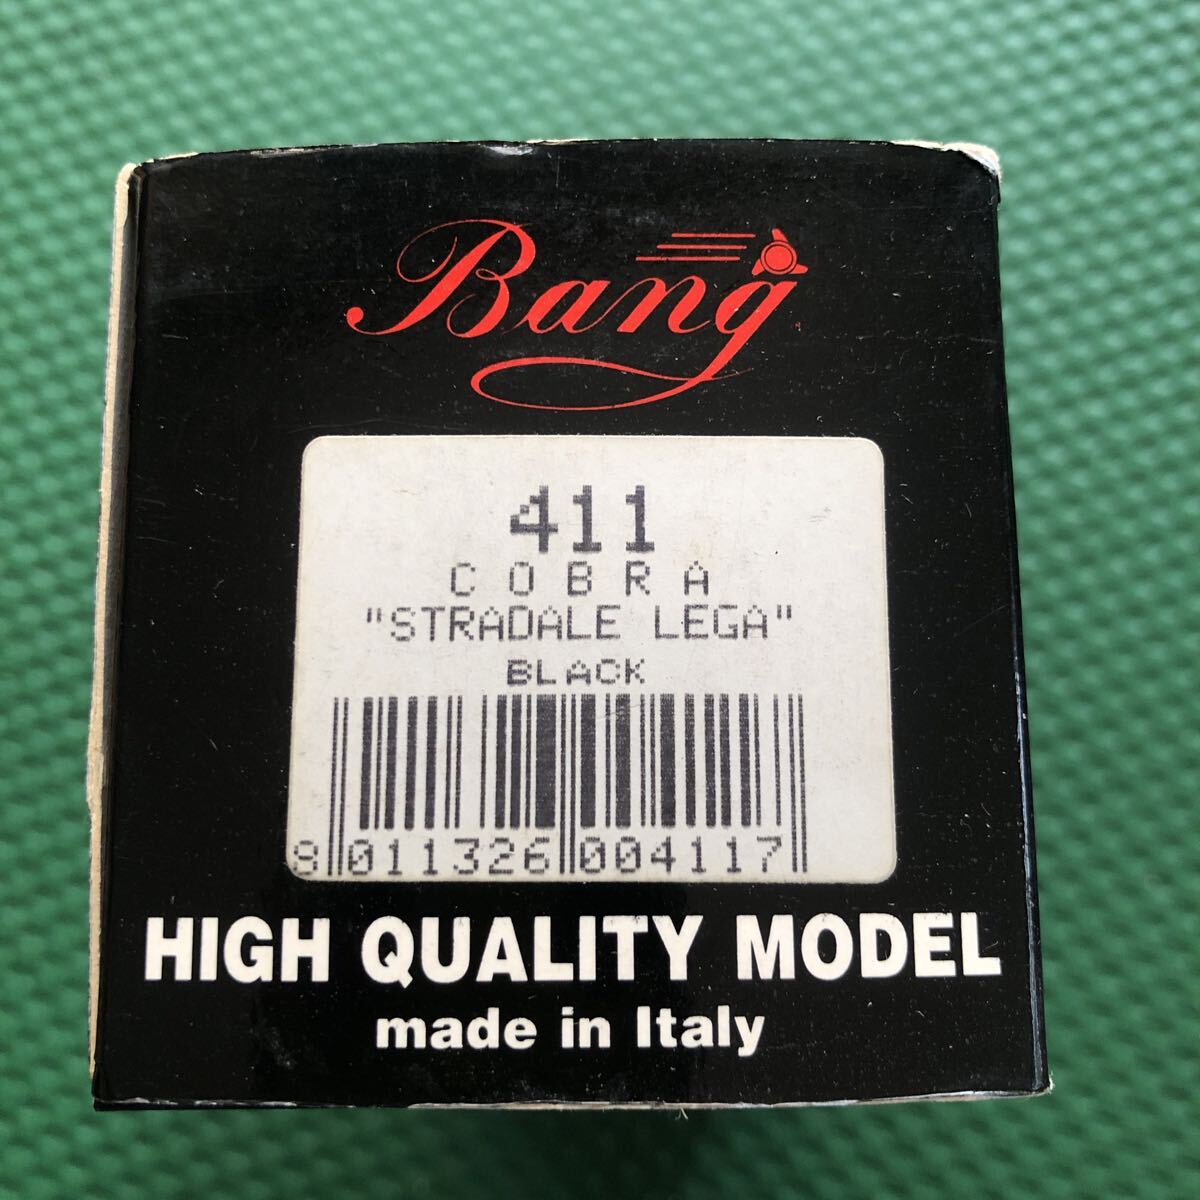 Bang
411
COBRA
"STRADALE LEGA"
BLACK
8 011326 004117
HIGH QUALITY MODEL
made in Italy